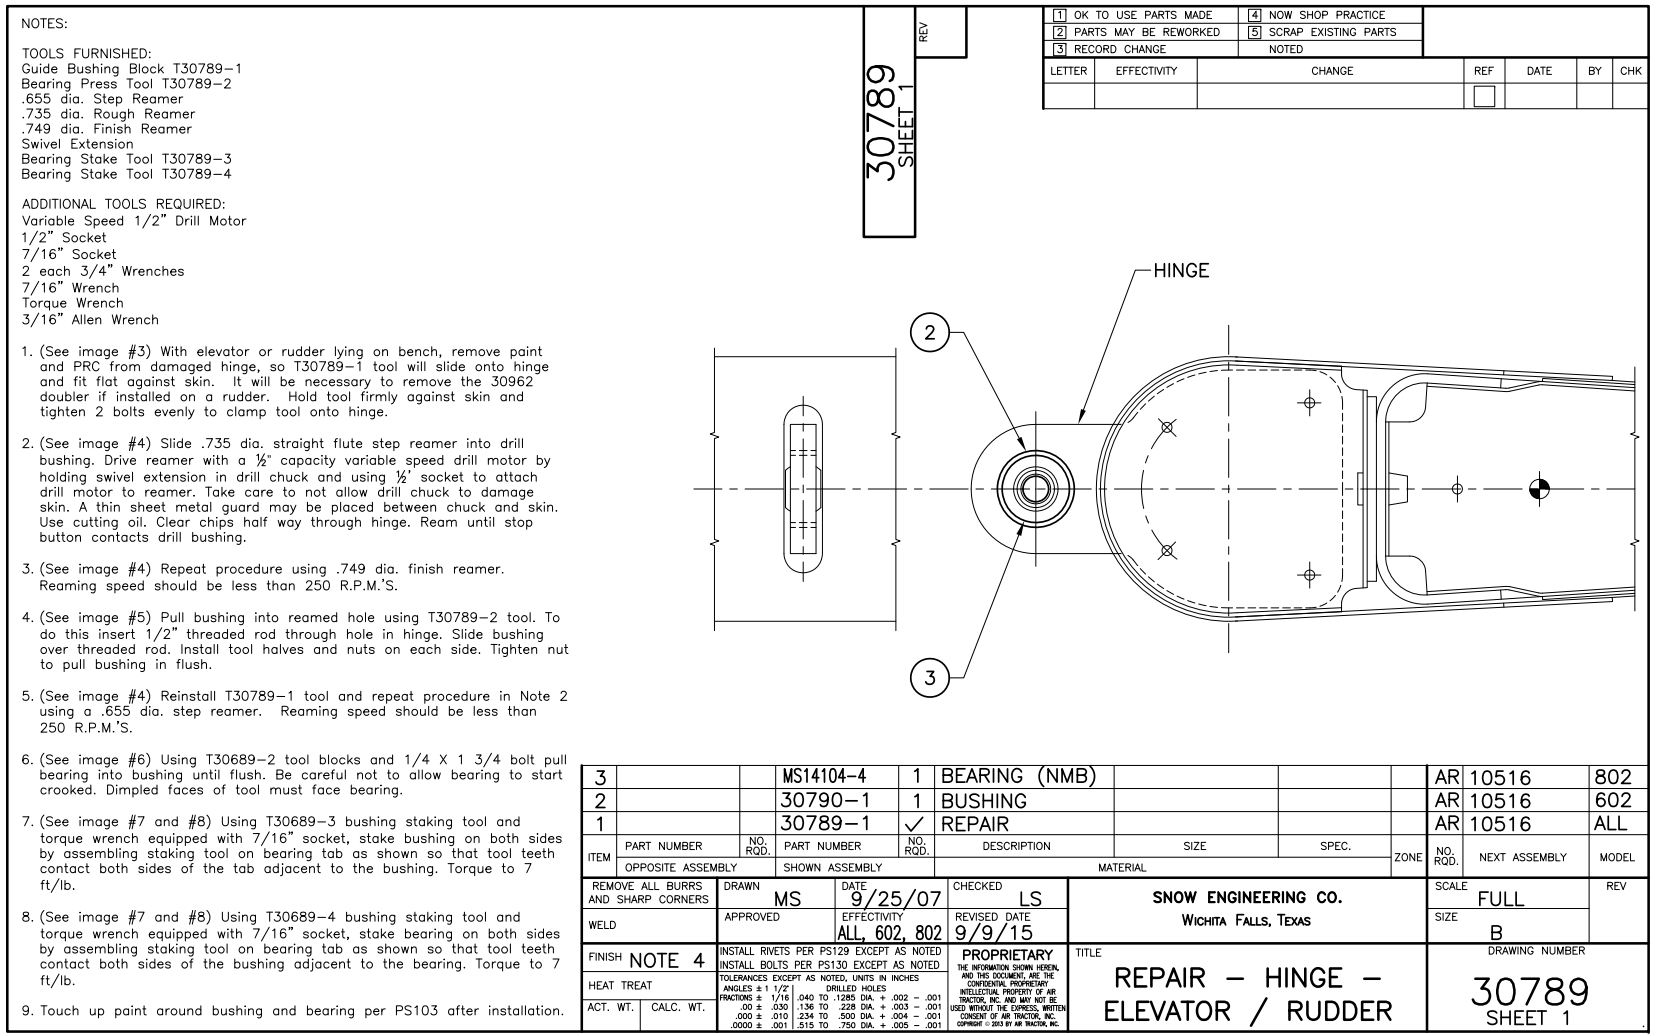 NOTES:
TOOLS FURNISHED:
Guide Bushing Block T30789-1
Bearing Press Tool T30789-2
.655 dia. Step Reamer
.735 dia. Rough Reamer
.749 dia. Finish Reamer
Swivel Extension
Bearing Stake Tool T30789-3
Bearing Stake Tool T30789-4
ADDITIONAL TOOLS REQUIRED:
Variable Speed 1/2" Drill Motor
1/2" Socket
7/16" Socket
2 each 3/4" Wrenches
7/16" Wrench
Torque Wrench
3/16" Allen Wrench
1. (See image #3) With elevator or rudder lying on bench, remove paint
and PRC from damaged hinge, so T30789-1 tool will slide onto hinge
and fit flat against skin. It will be necessary to remove the 30962
doubler if installed on a rudder. Hold tool firmly against skin and
tighten 2 bolts evenly to clamp tool onto hinge.
2. (See image #4) Slide .735 dia. straight flute step reamer into drill
bushing. Drive reamer with a ½" capacity variable speed drill motor by
holding swivel extension in drill chuck and using ½' socket to attach
drill motor to reamer. Take care to not allow drill chuck to damage
skin. A thin sheet metal guard may be placed between chuck and skin.
Use cutting oil. Clear chips half way through hinge. Ream until stop
button contacts drill bushing.
3. (See image #4) Repeat procedure using .749 dia. finish reamer.
Reaming speed should be less than 250 R.P.M.'S.
4. (See image #5) Pull bushing into reamed hole using T30789-2 tool. To
do this insert 1/2" threaded rod through hole in hinge. Slide bushing
over threaded rod. Install tool halves and nuts on each side. Tighten nut
to pull bushing in flush.
5. (See image #4) Reinstall T30789-1 tool and repeat procedure in Note 2
using a .655 dia. step reamer. Reaming speed should be less than
250 R.P.M.'S.
6. (See image #6) Using T30689-2 tool blocks and 1/4 X 1 3/4 bolt pull
bearing into bushing until flush. Be careful not to allow bearing to start
crooked. Dimpled faces of tool must face bearing.
7. (See image #7 and #8) Using T30689-3 bushing staking tool and
torque wrench equipped with 7/16" socket, stake bushing on both sides
by assembling staking tool on bearing tab as shown so that tool teeth
contact both sides of the tab adjacent to the bushing. Torque to 7
ft/lb.
8. (See image #7 and #8) Using T30689-4 bushing staking tool and
torque wrench equipped with 7/16" socket, stake bearing on both sides
by assembling staking tool on bearing tab as shown so that tool teeth
contact both sides of the bushing adjacent to the bearing. Torque to 7
ft/lb.
9. Touch up paint around bushing and bearing per PS103 after installation.
30789
SHEET 1
REV
1 OK TO USE PARTS MADE 4 NOW SHOP PRACTICE
2 PARTS MAY BE REWORKED 5 SCRAP EXISTING PARTS
3 RECORD CHANGE NOTED
LETTER EFFECTIVITY CHANGE REF DATE BY CHK
HINGE
2
3
3 MS14104-4 1 BEARING (NMB) AR 10516 802
2 30790-1 1 BUSHING AR 10516 602
1 30789-1 ✓ REPAIR AR 10516 ALL
ITEM PART NUMBER NO. RQD. PART NUMBER NO. RQD. DESCRIPTION SIZE SPEC. ZONE NO. RQD. NEXT ASSEMBLY MODEL
OPPOSITE ASSEMBLY SHOWN ASSEMBLY MATERIAL
REMOVE ALL BURRS
AND SHARP CORNERS
DRAWN MS
DATE 9/25/07
CHECKED LS
WELD
APPROVED
EFFECTIVITY
ALL, 602, 802
REVISED DATE
9/9/15
SNOW ENGINEERING CO.
WICHITA FALLS, TEXAS
SCALE
FULL
REV
SIZE
B
FINISH NOTE 4
HEAT TREAT
ACT. WT. CALC. WT.
INSTALL RIVETS PER PS129 EXCEPT AS NOTED
INSTALL BOLTS PER PS130 EXCEPT AS NOTED
TOLERANCES EXCEPT AS NOTED, UNITS IN INCHES
ANGLES ± 1 1/2° DRILLED HOLES
FRACTIONS ± 1/16 .040 TO .1285 DIA. + .002 - .001
.00 ± .030 .136 TO .228 DIA. + .003 - .001
.000 ± .010 .234 TO .500 DIA. + .004 - .001
.0000 ± .001 .515 TO .750 DIA. + .005 - .001
PROPRIETARY
THE INFORMATION SHOWN HEREIN,
AND THIS DOCUMENT, ARE THE
CONFIDENTIAL PROPRIETARY
INTELLECTUAL PROPERTY OF AIR
TRACTOR, INC. AND MAY NOT BE
USED WITHOUT THE EXPRESS, WRITTEN
CONSENT OF AIR TRACTOR, INC.
COPYRIGHT © 2013 BY AIR TRACTOR, INC.
TITLE
REPAIR - HINGE -
ELEVATOR / RUDDER
DRAWING NUMBER
30789
SHEET 1